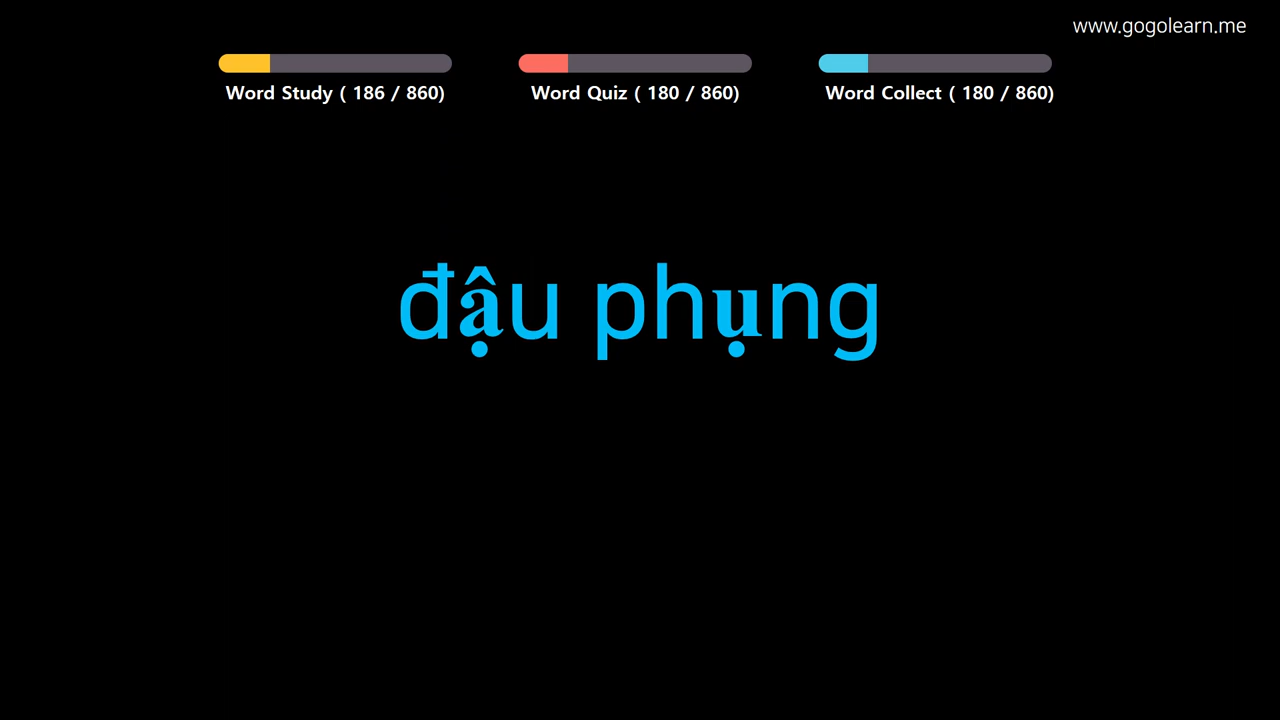 www.gogolearn.me
Word Study ( 186 / 860)
Word Quiz ( 180 / 860)
Word Collect ( 180 / 860)
đậu phụng